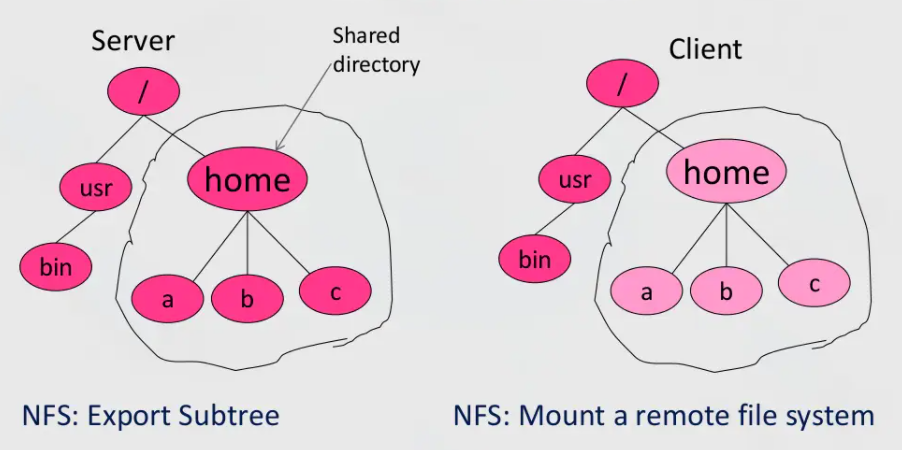 Server
Shared
directory
/
usr
home
bin
a
b
c
NFS: Export Subtree
Client
/
usr
home
bin
a
b
c
NFS: Mount a remote file system